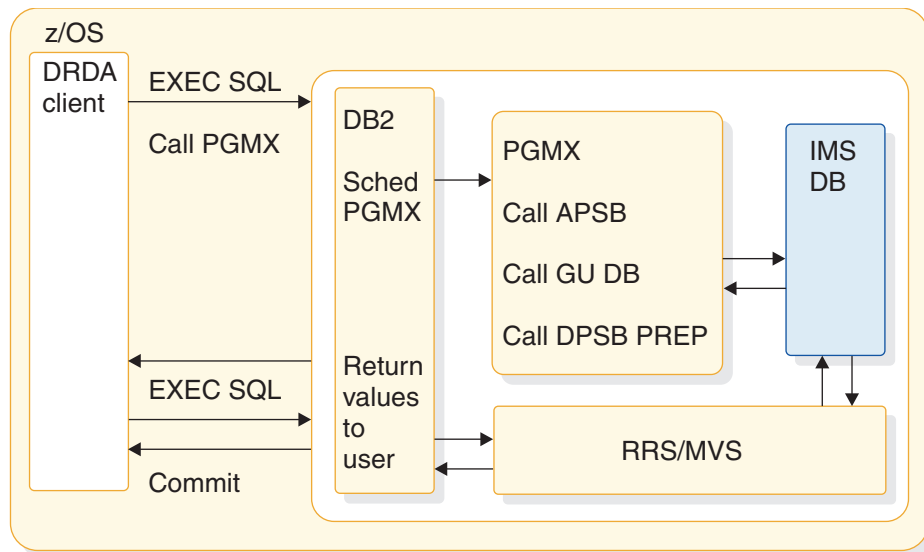 z/OS
DRDA
client
EXEC SQL
Call PGMX
EXEC SQL
Commit
DB2
Sched
PGMX
Return
values
to
user
PGMX
Call APSB
Call GU DB
Call DPSB PREP
IMS
DB
RRS/MVS